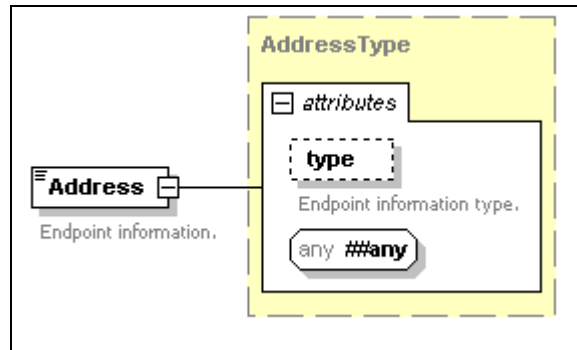 AddressType
attributes
type
Endpoint information type.
any ##any
Address
Endpoint information.